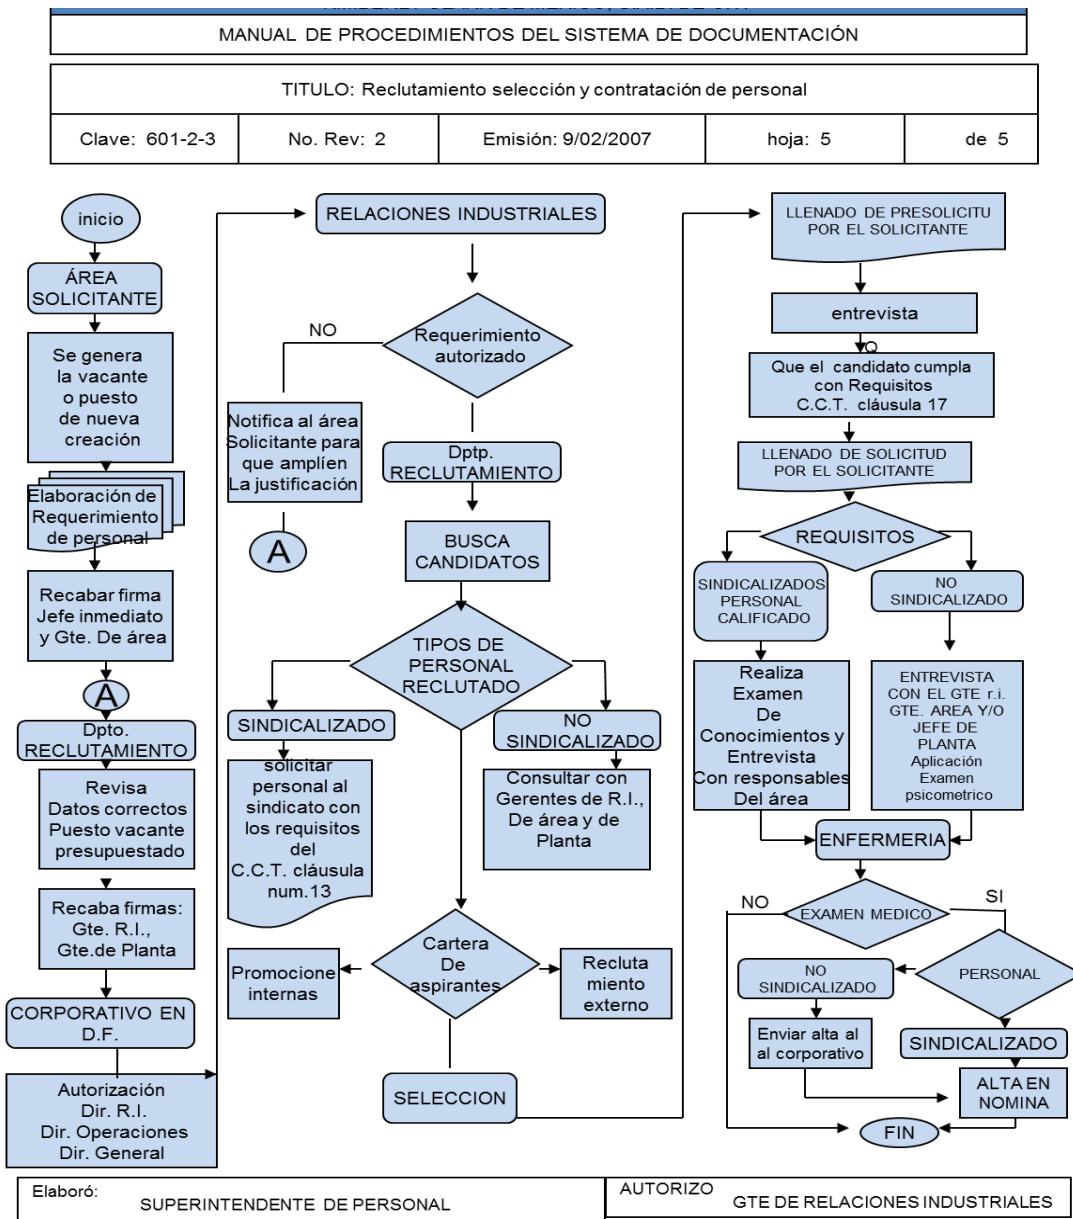 MANUAL DE PROCEDIMIENTOS DEL SISTEMA DE DOCUMENTACIÓN
TITULO: Reclutamiento selección y contratación de personal
Clave: 601-2-3
No. Rev: 2
Emisión: 9/02/2007
hoja: 5
de 5
inicio
ÁREA
SOLICITANTE
Se genera
la vacante
o puesto
de nueva
creación
Elaboración de
Requerimiento
de personal
Recabar firma
Jefe inmediato
y Gte. De área
A
Dpto.
RECLUTAMIENTO
Revisa
Datos correctos
Puesto vacante
presupuestado
Recaba firmas:
Gte. R.I.,
Gte.de Planta
CORPORATIVO EN
D.F.
Autorización
Dir. R.I.
Dir. Operaciones
Dir. General
RELACIONES INDUSTRIALES
Requerimiento
autorizado
NO
Notifica al área
Solicitante para
que amplíen
La justificación
A
Dptp.
RECLUTAMIENTO
BUSCA
CANDIDATOS
TIPOS DE
PERSONAL
RECLUTADO
SINDICALIZADO
solicitar
personal al
sindicato con
los requisitos
del
C.C.T. cláusula
num.13
NO
SINDICALIZADO
Consultar con
Gerentes de R.I.,
De área y de
Planta
Cartera
De
aspirantes
Promocione
internas
Recluta
miento
externo
SELECCION
LLENADO DE PRESOLICITU
POR EL SOLICITANTE
entrevista
Q
Que el candidato cumpla
con Requisitos
C.C.T. cláusula 17
LLENADO DE SOLICITUD
POR EL SOLICITANTE
REQUISITOS
SINDICALIZADOS
PERSONAL
CALIFICADO
NO
SINDICALIZADO
Realiza
Examen
De
Conocimientos y
Entrevista
Con responsables
Del área
ENTREVISTA
CON EL GTE r.i.
GTE. AREA Y/O
JEFE DE
PLANTA
Aplicación
Examen
psicometrico
ENFERMERIA
EXAMEN MEDICO
NO
SI
PERSONAL
NO
SINDICALIZADO
Enviar alta al
al corporativo
SINDICALIZADO
ALTA EN
NOMINA
FIN
Elaboró:
SUPERINTENDENTE DE PERSONAL
AUTORIZO
GTE DE RELACIONES INDUSTRIALES